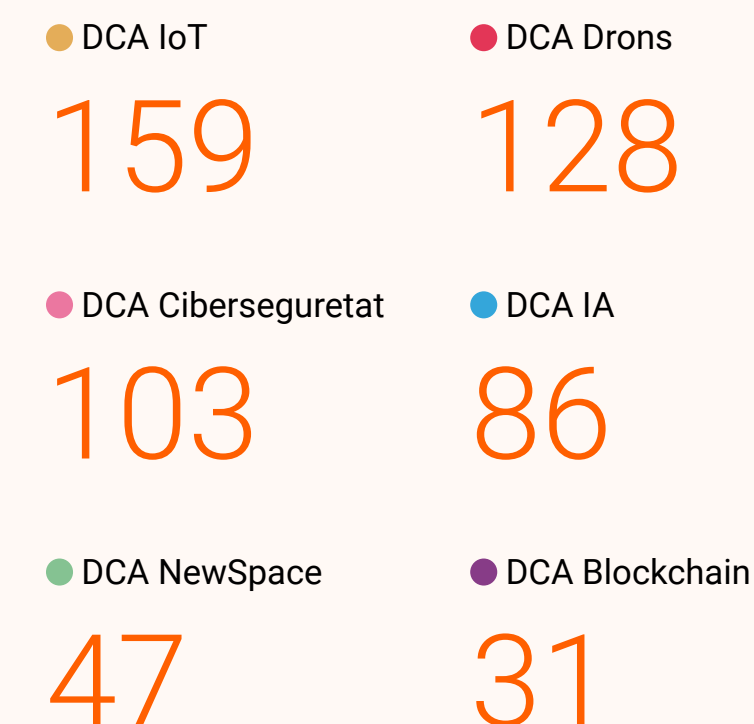 DCA IoT
DCA Drons
159
128
DCA Ciberseguretat
DCA IA
103
86
DCA NewSpace
DCA Blockchain
47
31